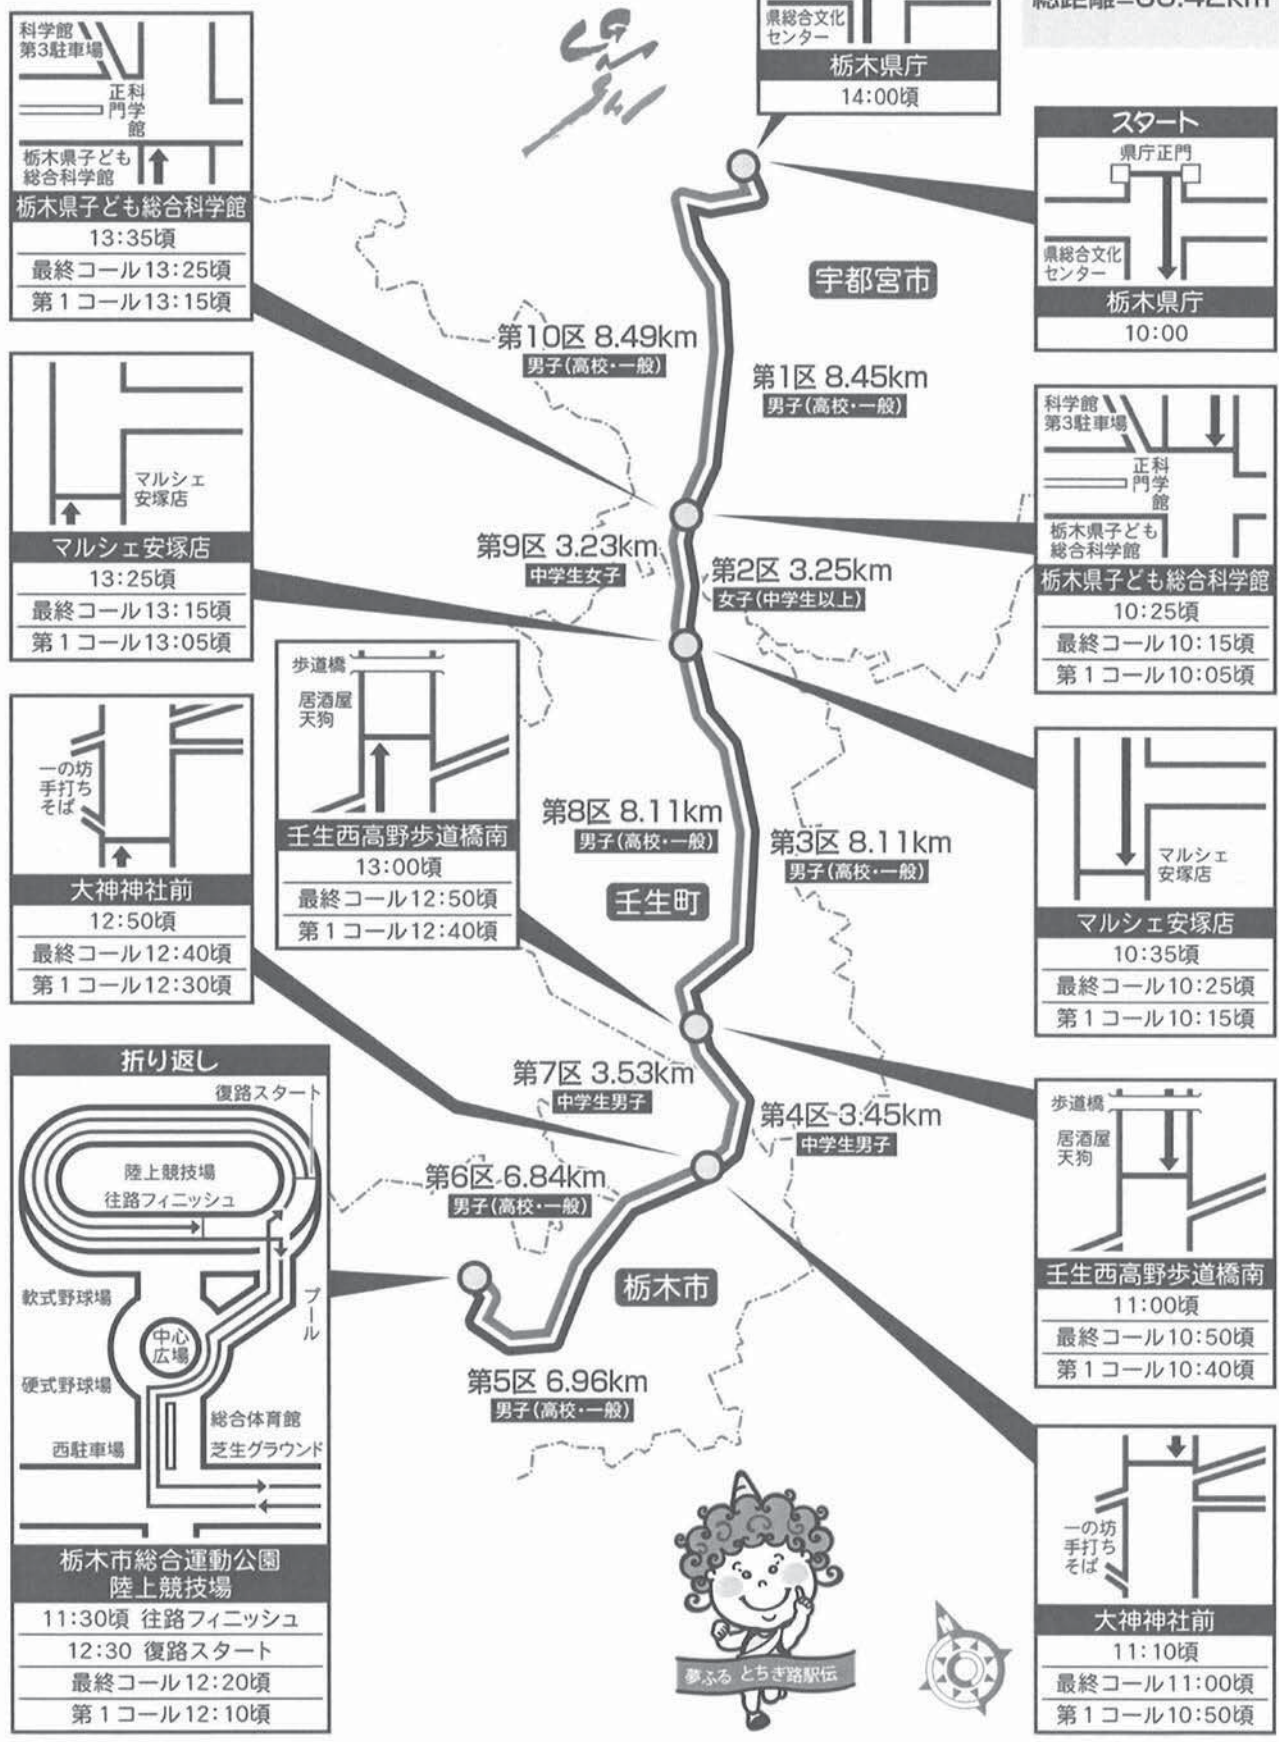 科学館
第3駐車場
正門
科学館
栃木県子ども
総合科学館
栃木県子ども総合科学館
13:35頃
最終コール13:25頃
第1コール13:15頃
マルシェ
安塚店
マルシェ安塚店
13:25頃
最終コール13:15頃
第1コール13:05頃
一の坊
手打ち
そば
大神神社前
12:50頃
最終コール12:40頃
第1コール12:30頃
歩道橋
居酒屋
天狗
壬生西高野歩道橋南
13:00頃
最終コール12:50頃
第1コール12:40頃
折り返し
復路スタート
陸上競技場
往路フィニッシュ
軟式野球場
プール
中心
広場
硬式野球場
総合体育館
西駐車場
芝生グラウンド
栃木市総合運動公園
陸上競技場
11:30頃 往路フィニッシュ
12:30 復路スタート
最終コール12:20頃
第1コール12:10頃
県総合文化
センター
栃木県庁
14:00頃
宇都宮市
第10区 8.49km
男子(高校・一般)
第1区 8.45km
男子(高校・一般)
第9区 3.23km
中学生女子
第2区 3.25km
女子(中学生以上)
第8区 8.11km
男子(高校・一般)
第3区 8.11km
男子(高校・一般)
壬生町
第7区 3.53km
中学生男子
第4区 3.45km
中学生男子
第6区 6.84km
男子(高校・一般)
栃木市
第5区 6.96km
男子(高校・一般)
夢ふる とちぎ路駅伝
N
スタート
県庁正門
県総合文化
センター
栃木県庁
10:00
科学館
第3駐車場
正門
科学館
栃木県子ども
総合科学館
栃木県子ども総合科学館
10:25頃
最終コール10:15頃
第1コール10:05頃
マルシェ
安塚店
マルシェ安塚店
10:35頃
最終コール10:25頃
第1コール10:15頃
歩道橋
居酒屋
天狗
壬生西高野歩道橋南
11:00頃
最終コール10:50頃
第1コール10:40頃
一の坊
手打ち
そば
大神神社前
11:10頃
最終コール11:00頃
第1コール10:50頃